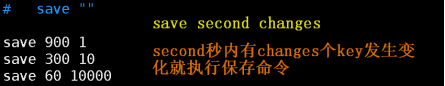 #   save ""
save second changes
save 900 1
save 300 10
save 60 10000
second秒内有changes个key发生变
化就执行保存命令